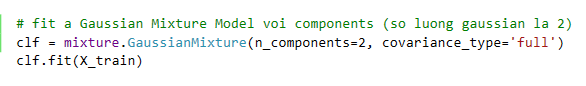 # fit a Gaussian Mixture Model voi components (so luong gaussian la 2)
clf = mixture.GaussianMixture(n_components=2, covariance_type='full')
clf.fit(X_train)